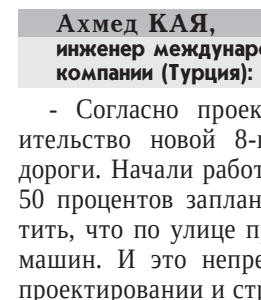 Ахмед КАЯ,
инженер междунаро
компании (Турция):
- Согласно проек
ительство новой 8-
дороги. Начали работ
50 процентов заплан
тить, что по улице п
машин. И это непре
проектировании и стр